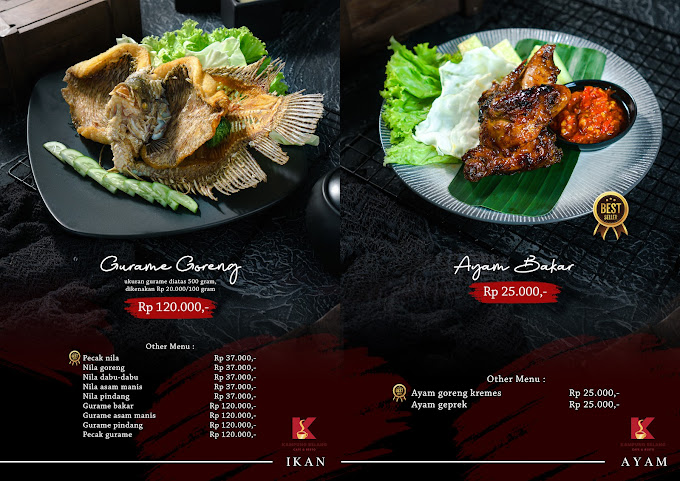 Gurame Goreng
ukuran gurame diatas 500 gram,
dikenakan Rp 20.000/100 gram
Rp 120.000,-
Other Menu :
Pecak nila Rp 37.000,-
Nila goreng Rp 37.000,-
Nila dabu-dabu Rp 37.000,-
Nila asam manis Rp 37.000,-
Nila pindang Rp 37.000,-
Gurame bakar Rp 120.000,-
Gurame asam manis Rp 120.000,-
Gurame pindang Rp 120.000,-
Pecak gurame Rp 120.000,-
IKAN
BEST
SELLER
Ayam Bakar
Rp 25.000,-
Other Menu :
Ayam goreng kremes Rp 25.000,-
Ayam geprek Rp 25.000,-
AYAM